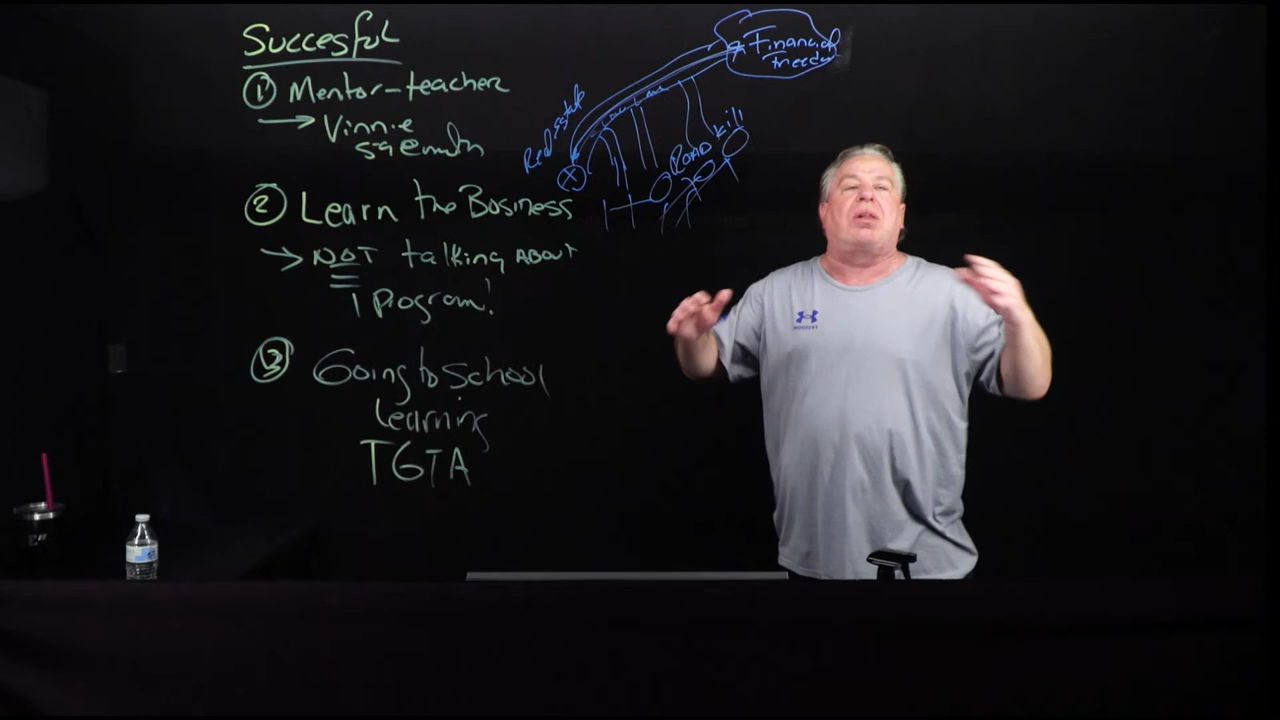 Succesful
① Mentor-teacher
→ Vinnie
② Learn the Business
→ NOT talking ABOUT
1 program!
③ Going to School
learning
TGTA
Financial
Freedom
Real estate
ROAD kill